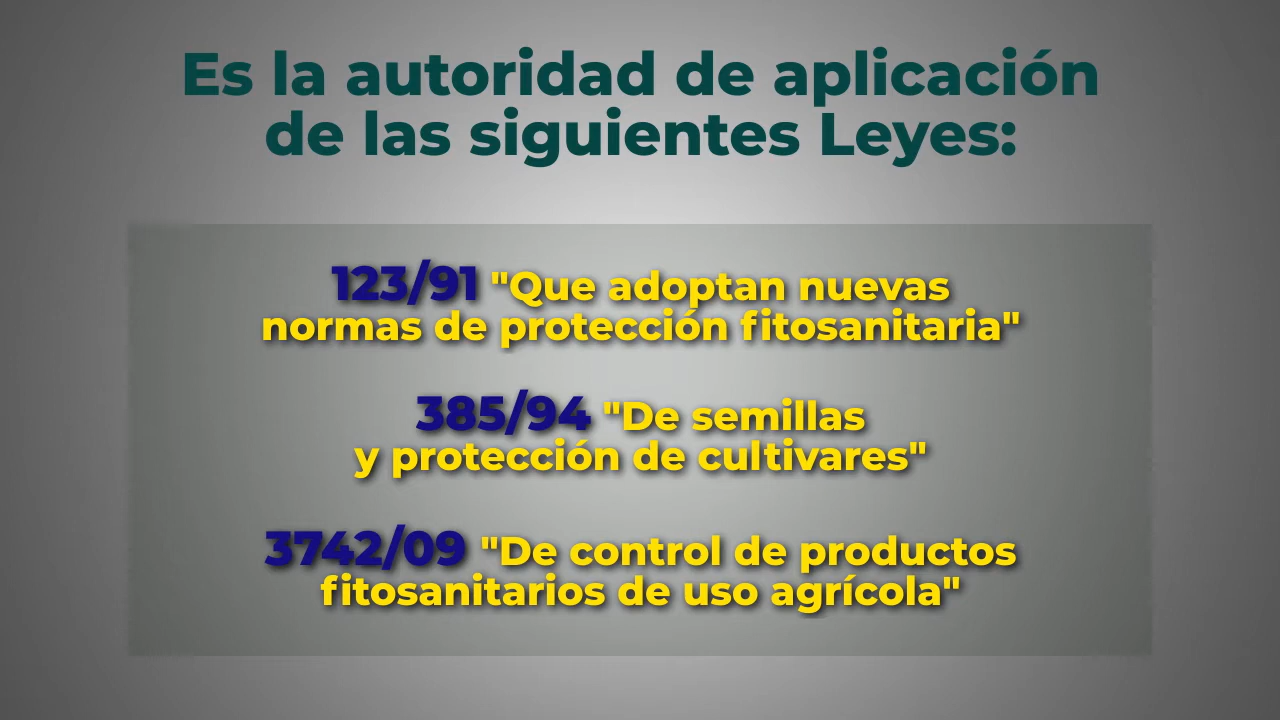 Es la autoridad de aplicación
de las siguientes Leyes:
123/91 "Que adoptan nuevas
normas de protección fitosanitaria"
385/94 "De semillas
y protección de cultivares"
3742/09 "De control de productos
fitosanitarios de uso agrícola"